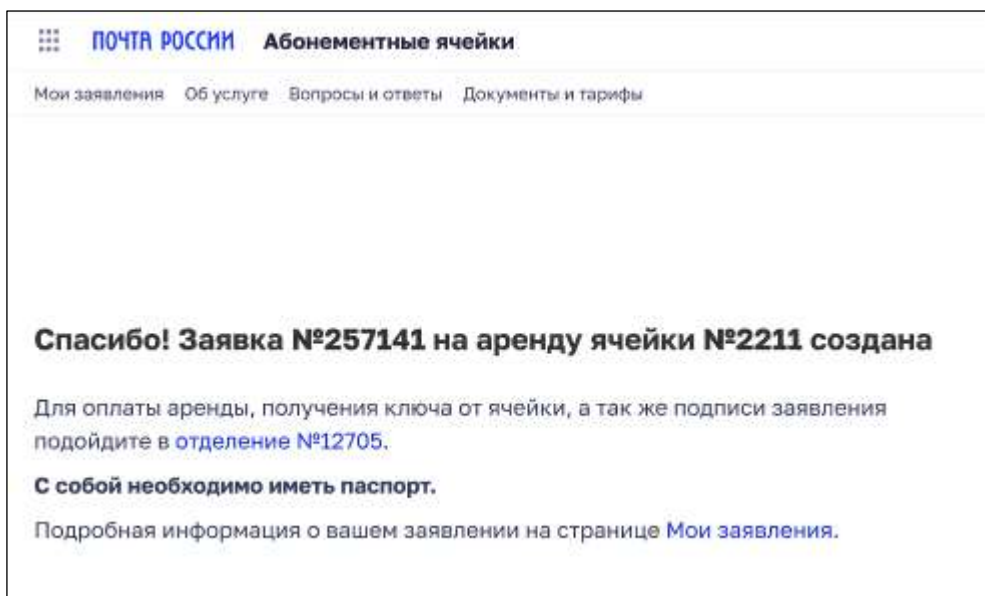 ПОЧТА РОССИИ Абонементные ячейки
Мои заявления Об услуге Вопросы и ответы Документы и тарифы
Спасибо! Заявка №257141 на аренду ячейки №2211 создана
Для оплаты аренды, получения ключа от ячейки, а так же подписи заявления
подойдите в отделение №12705.
С собой необходимо иметь паспорт.
Подробная информация о вашем заявлении на странице Мои заявления.